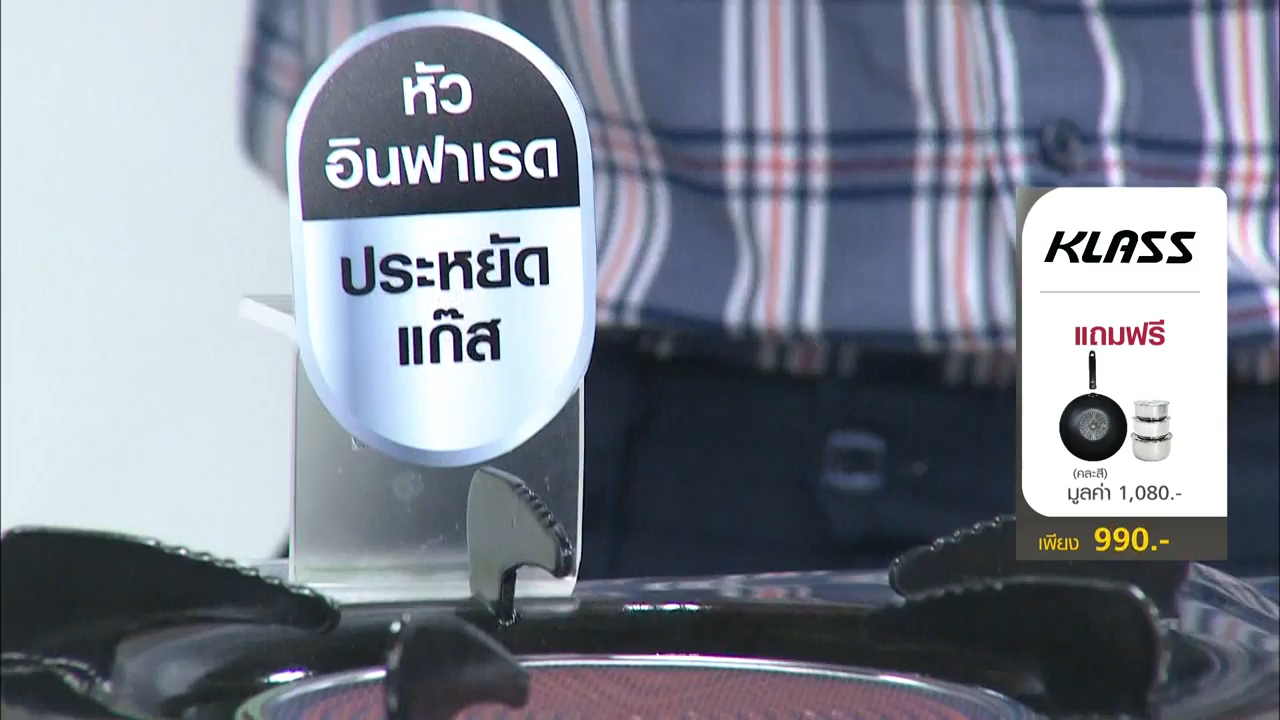 หัว
อินฟาเรด
ประหยัด
แก๊ส
KLASS
แถมฟรี
(คละสี)
มูลค่า 1,080.-
เพียง 990.-